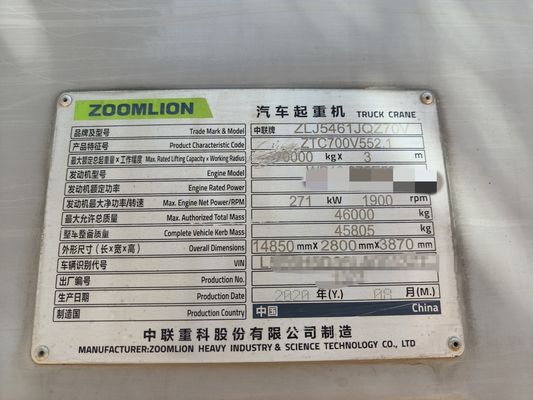 ZOOMLION 汽车起重机 TRUCK CRANE
品牌及型号 Trade Mark & Model 中联牌 ZLJ5461JQZ70V
产品特征号 Product Characteristic Code ZTC700V552.1
最大额定总起重量×工作幅度 Max. Rated Lifting Capacity × Working Radius 70000 kg x 3 m
发动机型号 Engine Model
发动机额定功率 Engine Rated Power
发动机最大净功率/转速 Max. Engine Net Power/RPM 271 kW 1900 rpm
最大允许总质量 Max. Authorized Total Mass 46000 kg
整车整备质量 Complete Vehicle Kerb Mass 45805 kg
外形尺寸(长×宽×高) Overall Dimensions 14850 mm x 2800 mm x 3870 mm
车辆识别代号 VIN
出厂编号 Production No.
生产日期 Production Date 2020 年(Y.) 08 月(M.)
制造国 Production Country 中国 China
中联重科股份有限公司制造
MANUFACTURER:ZOOMLION HEAVY INDUSTRY & SCIENCE TECHNOLOGY CO., LTD